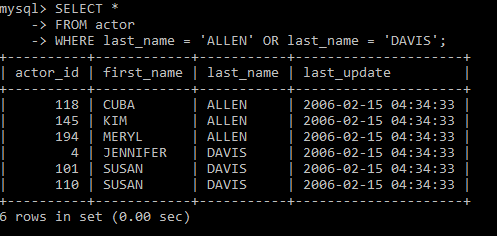 mysql> SELECT *
    -> FROM actor
    -> WHERE last_name = 'ALLEN' OR last_name = 'DAVIS';
+----------+------------+-----------+---------------------+
| actor_id | first_name | last_name | last_update         |
+----------+------------+-----------+---------------------+
|      118 | CUBA       | ALLEN     | 2006-02-15 04:34:33 |
|      145 | KIM        | ALLEN     | 2006-02-15 04:34:33 |
|      194 | MERYL      | ALLEN     | 2006-02-15 04:34:33 |
|        4 | JENNIFER   | DAVIS     | 2006-02-15 04:34:33 |
|      101 | SUSAN      | DAVIS     | 2006-02-15 04:34:33 |
|      110 | SUSAN      | DAVIS     | 2006-02-15 04:34:33 |
+----------+------------+-----------+---------------------+
6 rows in set (0.00 sec)